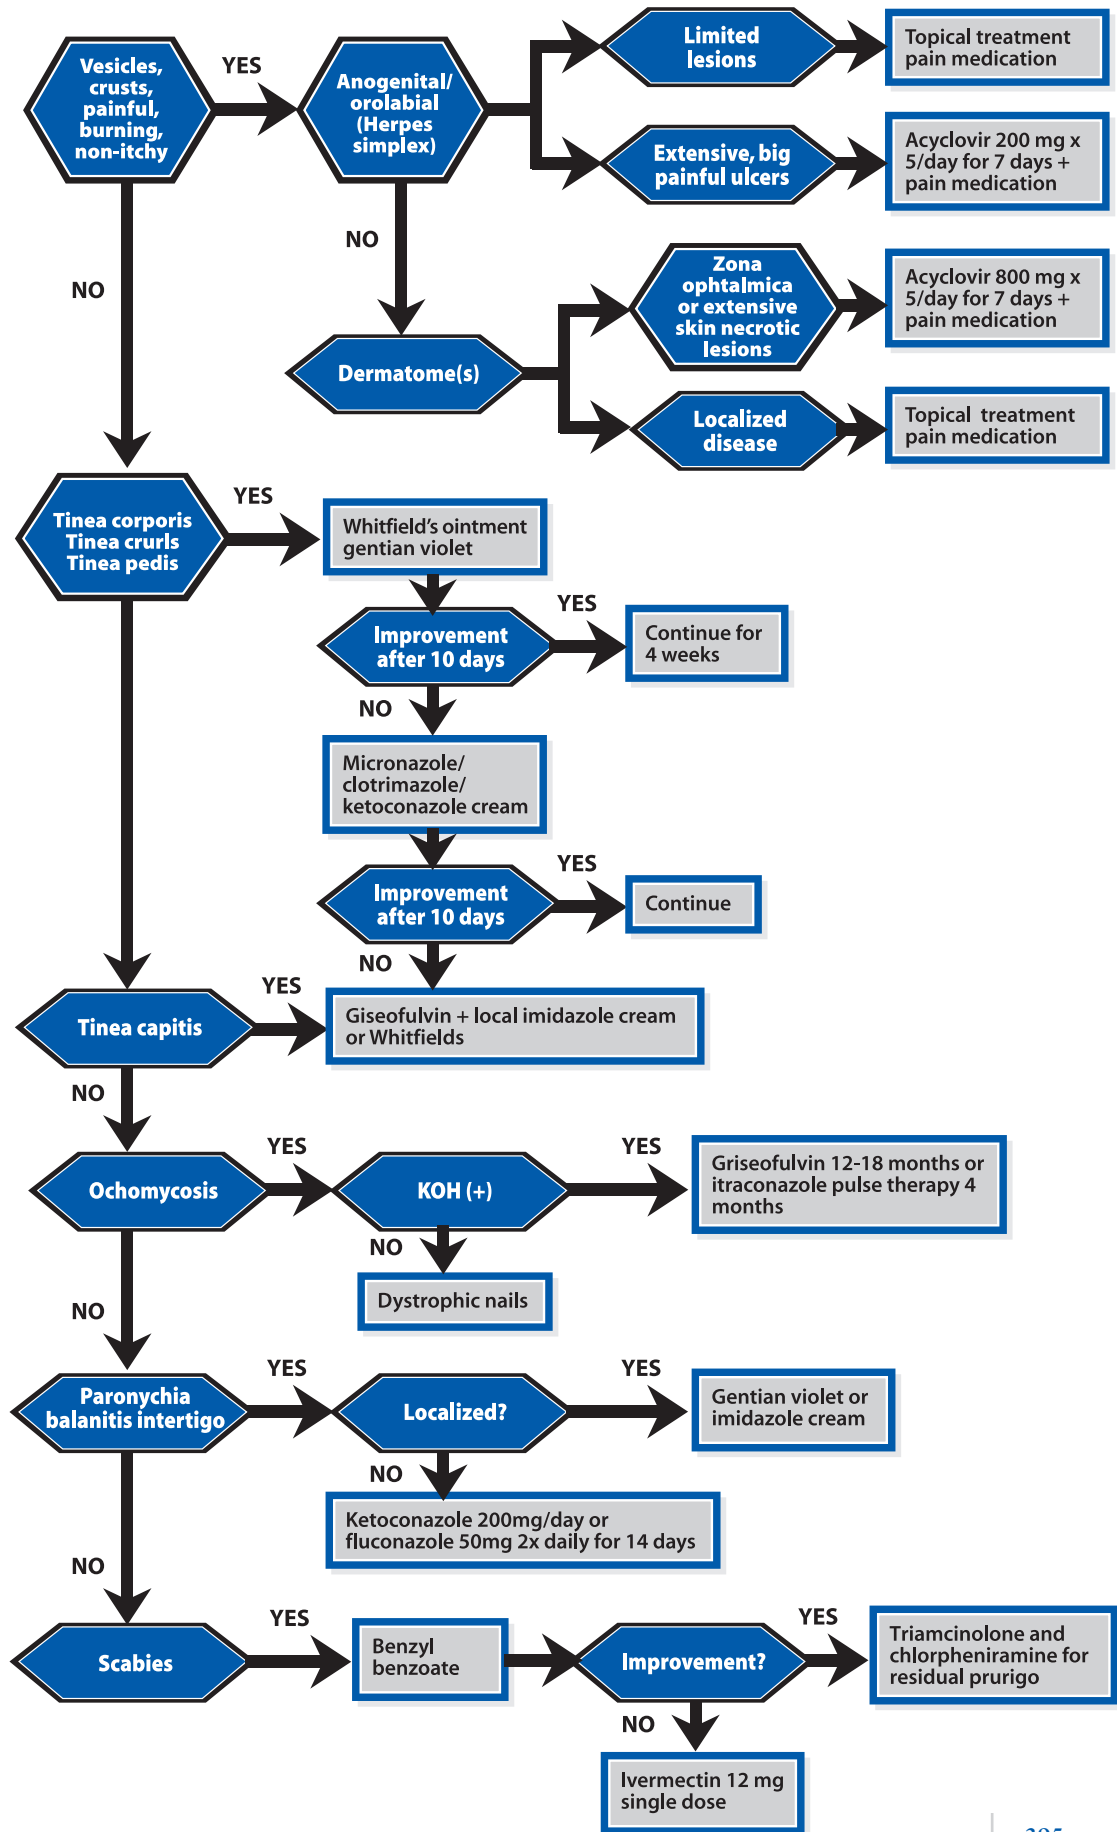 Vesicles,
crusts,
painful,
burning,
non-itchy
YES
Anogenital/
orolabial
(Herpes
simplex)
Limited
lesions
Topical treatment
pain medication
Extensive, big
painful ulcers
Acyclovir 200 mg x
5/day for 7 days +
pain medication
NO
NO
Dermatome(s)
Zona
ophtalmica
or extensive
skin necrotic
lesions
Acyclovir 800 mg x
5/day for 7 days +
pain medication
Localized
disease
Topical treatment
pain medication
Tinea corporis
Tinea crurls
Tinea pedis
YES
Whitfield's ointment
gentian violet
Improvement
after 10 days
YES
Continue for
4 weeks
NO
Micronazole/
clotrimazole/
ketoconazole cream
Improvement
after 10 days
YES
Continue
NO
Tinea capitis
YES
Giseofulvin + local imidazole cream
or Whitfields
NO
Ochomycosis
YES
KOH (+)
YES
Griseofulvin 12-18 months or
itraconazole pulse therapy 4
months
NO
Dystrophic nails
NO
Paronychia
balanitis intertigo
YES
Localized?
YES
Gentian violet or
imidazole cream
NO
Ketoconazole 200mg/day or
fluconazole 50mg 2x daily for 14 days
NO
Scabies
YES
Benzyl
benzoate
Improvement?
YES
Triamcinolone and
chlorpheniramine for
residual prurigo
NO
Ivermectin 12 mg
single dose